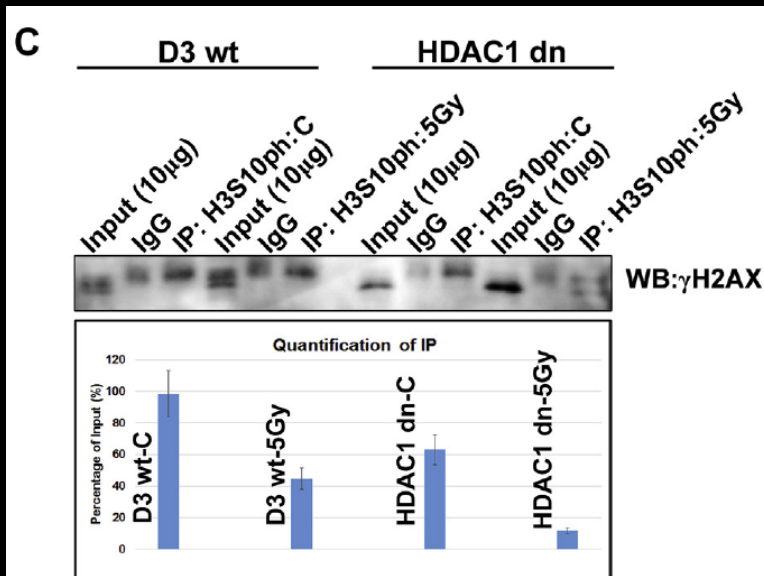 C
D3 wt
HDAC1 dn
Input (10µg)
IgG
IP: H3S10ph:C
Input (10µg)
IgG
IP: H3S10ph:5Gy
Input (10µg)
IgG
IP: H3S10ph:C
Input (10µg)
IgG
IP: H3S10ph:5Gy
WB:γH2AX
Quantification of IP
Percentage of Input (%)
120
100
80
60
40
20
0
D3 wt-C
D3 wt-5Gy
HDAC1 dn-C
HDAC1 dn-5Gy